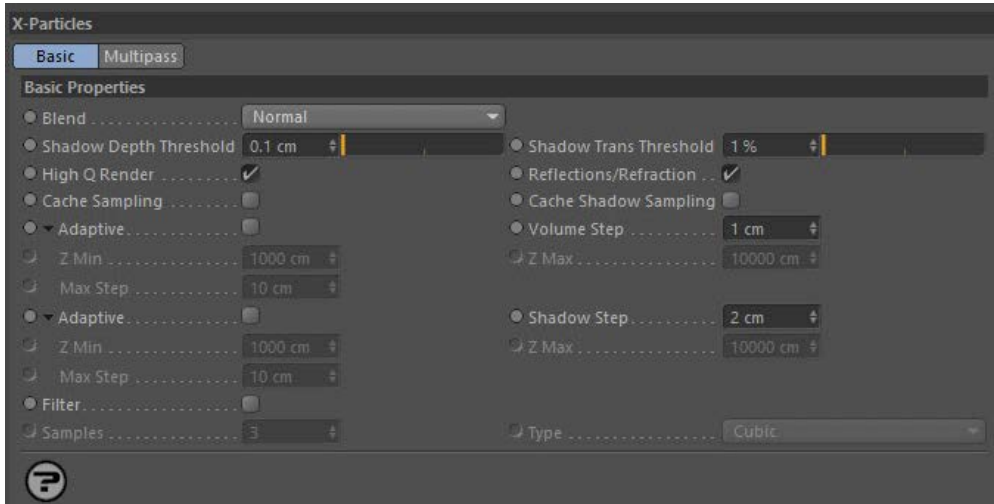 X-Particles
Basic Multipass
Basic Properties
Blend Normal
Shadow Depth Threshold 0.1 cm Shadow Trans Threshold 1 %
High Q Render Reflections/Refraction
Cache Sampling Cache Shadow Sampling
Adaptive Volume Step 1 cm
Z Min 1000 cm Z Max 10000 cm
Max Step 10 cm
Adaptive Shadow Step 2 cm
Z Min 1000 cm Z Max 10000 cm
Max Step 10 cm
Filter
Samples 3 Type Cubic
?